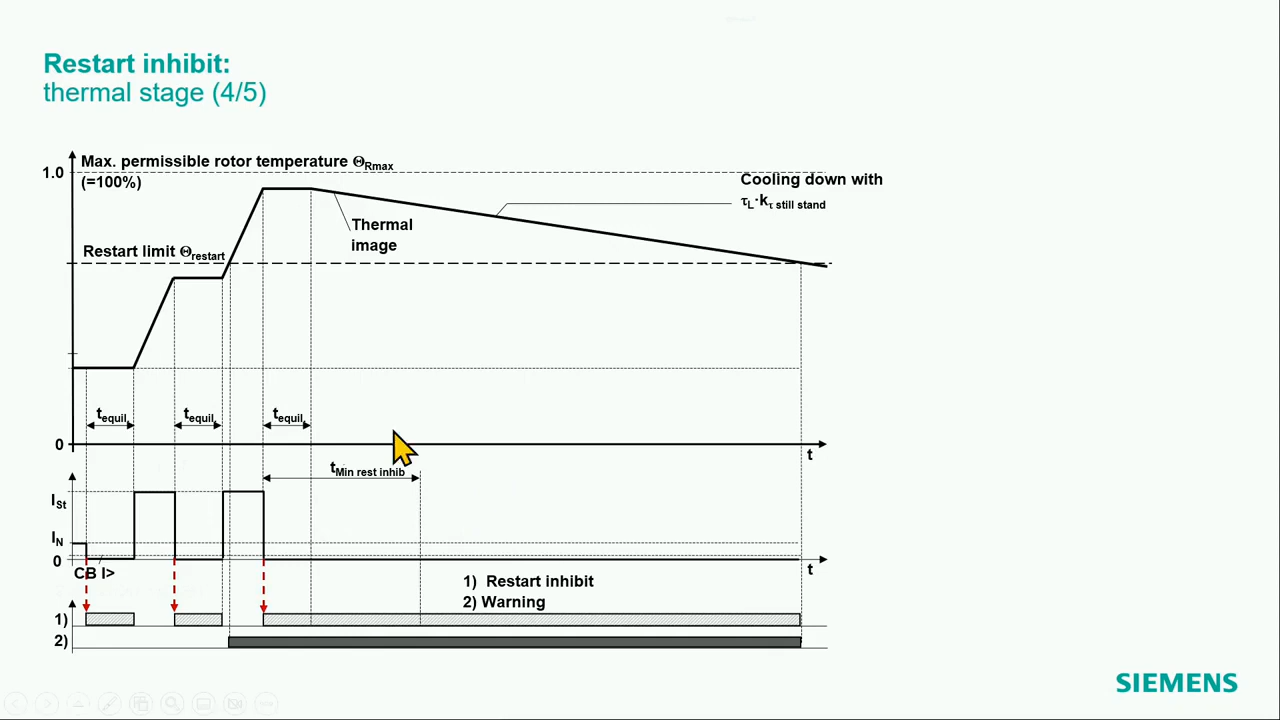 Restart inhibit:
thermal stage (4/5)
1.0
Max. permissible rotor temperature ΘRmax
(=100%)
Cooling down with
τL·kτ still stand
Thermal
image
Restart limit Θrestart
tequil.
tequil.
tequil.
0
t
tMin rest inhib
ISt
IN
0
CB I>
t
1) Restart inhibit
2) Warning
1)
2)
SIEMENS